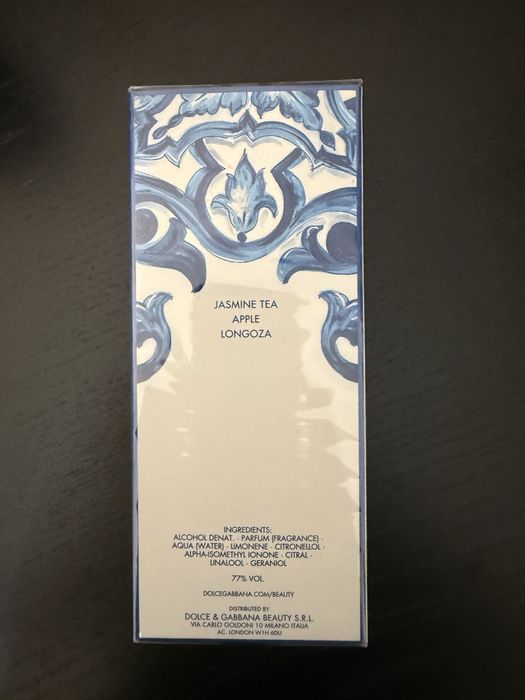 JASMINE TEA
APPLE
LONGOZA
INGREDIENTS:
ALCOHOL DENAT. - PARFUM (FRAGRANCE) -
AQUA (WATER) - LIMONENE - CITRONELLOL -
ALPHA-ISOMETHYL IONONE - CITRAL -
LINALOOL - GERANIOL
77% VOL.
DOLCEGABBANA.COM/BEAUTY
DISTRIBUTED BY
DOLCE & GABBANA BEAUTY S.R.L.
VIA CARLO GOLDONI 10 MILANO ITALIA
AC. LONDON W1H 6DU